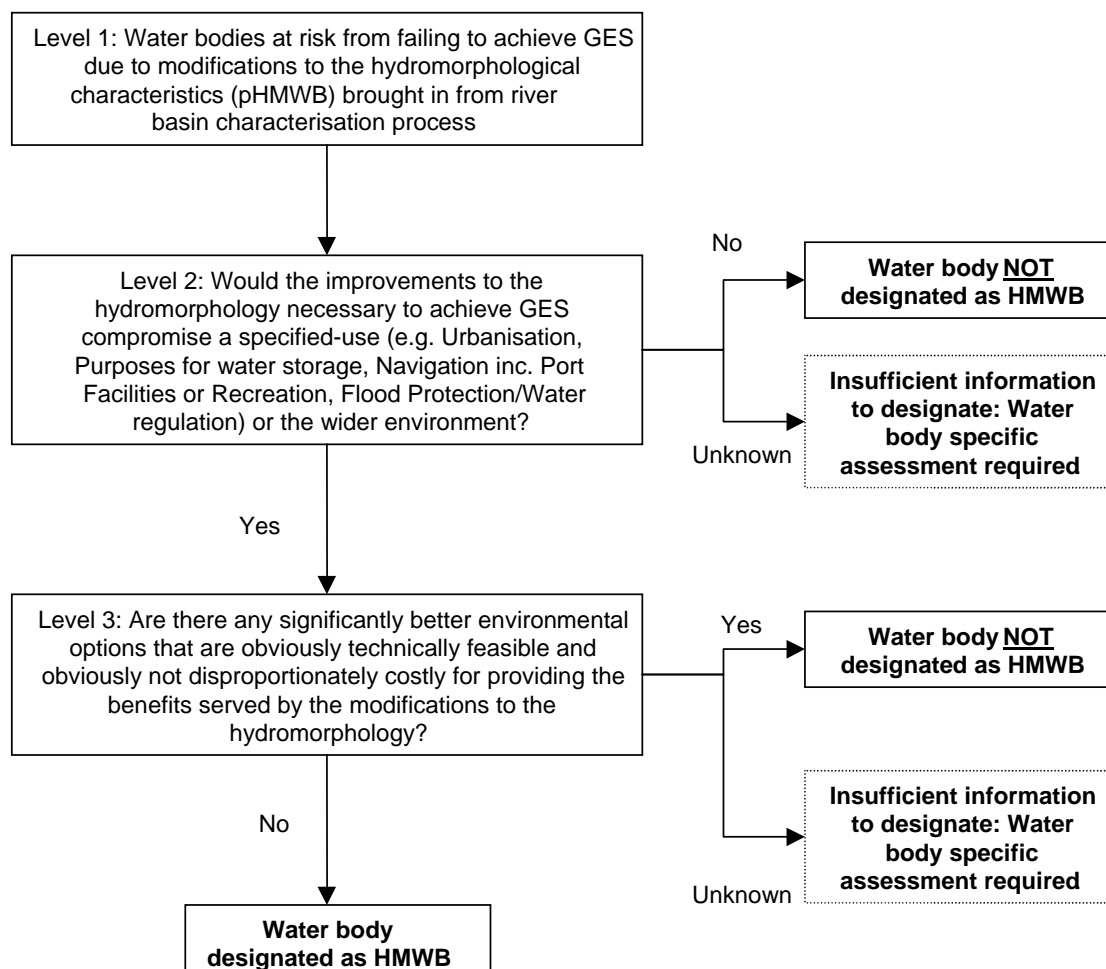 Level 1: Water bodies at risk from failing to achieve GES
due to modifications to the hydromorphological
characteristics (pHMWB) brought in from river
basin characterisation process
No
Water body NOT
designated as HMWB
Level 2: Would the improvements to the
hydromorphology necessary to achieve GES
compromise a specified-use (e.g. Urbanisation,
Purposes for water storage, Navigation inc. Port
Facilities or Recreation, Flood Protection/Water
regulation) or the wider environment?
Insufficient information
to designate: Water
body specific
assessment required
Unknown
Yes
Level 3: Are there any significantly better environmental
options that are obviously technically feasible and
obviously not disproportionately costly for providing the
benefits served by the modifications to the
hydromorphology?
Yes
Water body NOT
designated as HMWB
No
Insufficient information
to designate: Water
body specific
assessment required
Unknown
Water body
designated as HMWB